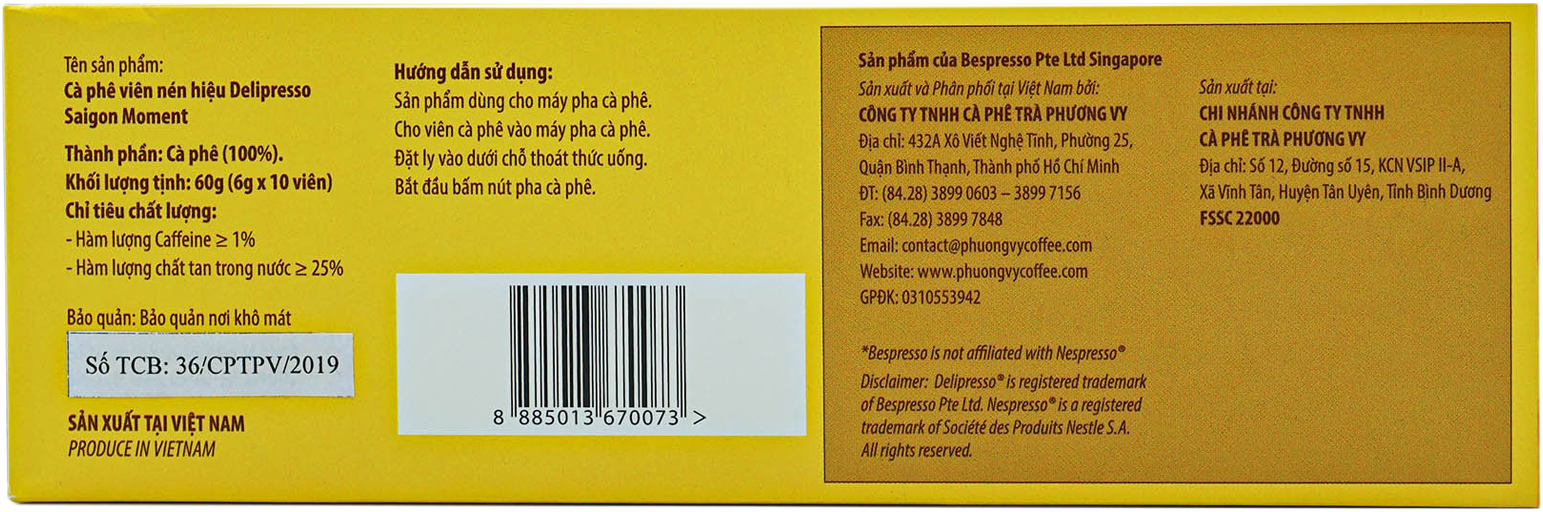 Tên sản phẩm:
Cà phê viên nén hiệu Delipresso
Saigon Moment
Thành phần: Cà phê (100%).
Khối lượng tịnh: 60g (6g x 10 viên)
Chỉ tiêu chất lượng:
- Hàm lượng Caffeine ≥ 1%
- Hàm lượng chất tan trong nước ≥ 25%
Bảo quản: Bảo quản nơi khô mát
Số TCB: 36/CPTPV/2019
SẢN XUẤT TẠI VIỆT NAM
PRODUCE IN VIETNAM
Hướng dẫn sử dụng:
Sản phẩm dùng cho máy pha cà phê.
Cho viên cà phê vào máy pha cà phê.
Đặt ly vào dưới chỗ thoát thức uống.
Bắt đầu bấm nút pha cà phê.
8 885013 670073 >
Sản phẩm của Bespresso Pte Ltd Singapore
Sản xuất và Phân phối tại Việt Nam bởi:
CÔNG TY TNHH CÀ PHÊ TRÀ PHƯƠNG VY
Địa chỉ: 432A Xô Viết Nghệ Tĩnh, Phường 25,
Quận Bình Thạnh, Thành phố Hồ Chí Minh
ĐT: (84.28) 3899 0603 – 3899 7156
Fax: (84.28) 3899 7848
Email: contact@phuongvycoffee.com
Website: www.phuongvycoffee.com
GPĐK: 0310553942
Sản xuất tại:
CHI NHÁNH CÔNG TY TNHH
CÀ PHÊ TRÀ PHƯƠNG VY
Địa chỉ: Số 12, Đường số 15, KCN VSIP II-A,
Xã Vĩnh Tân, Huyện Tân Uyên, Tỉnh Bình Dương
FSSC 22000
*Bespresso is not affiliated with Nespresso®
Disclaimer: Delipresso® is registered trademark
of Bespresso Pte Ltd. Nespresso® is a registered
trademark of Société des Produits Nestle S.A.
All rights reserved.